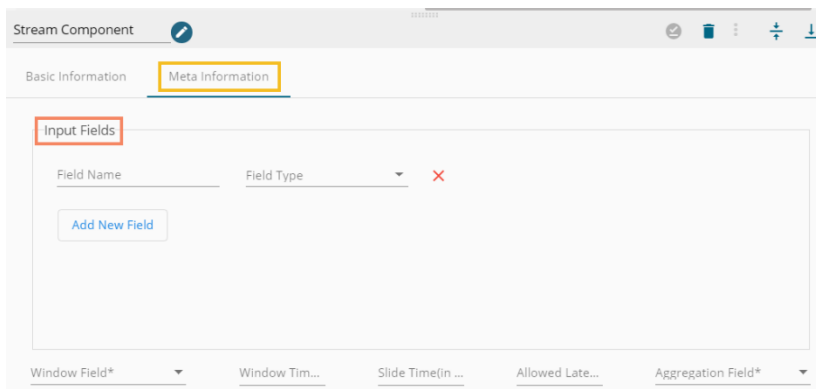 Stream Component
Basic Information Meta Information
Input Fields
Field Name Field Type
Add New Field
Window Field* Window Tim... Slide Time(in ... Allowed Late... Aggregation Field*